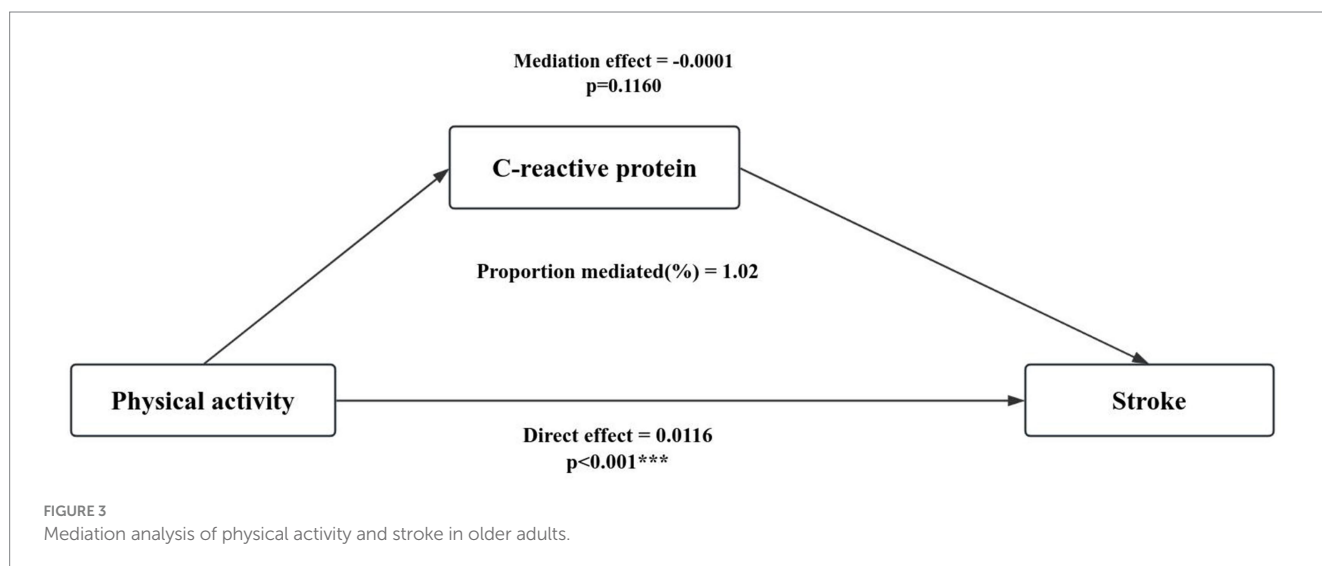 Mediation effect = -0.0001
p=0.1160
C-reactive protein
Proportion mediated(%) = 1.02
Physical activity
Stroke
Direct effect = 0.0116
p<0.001***
FIGURE 3
Mediation analysis of physical activity and stroke in older adults.